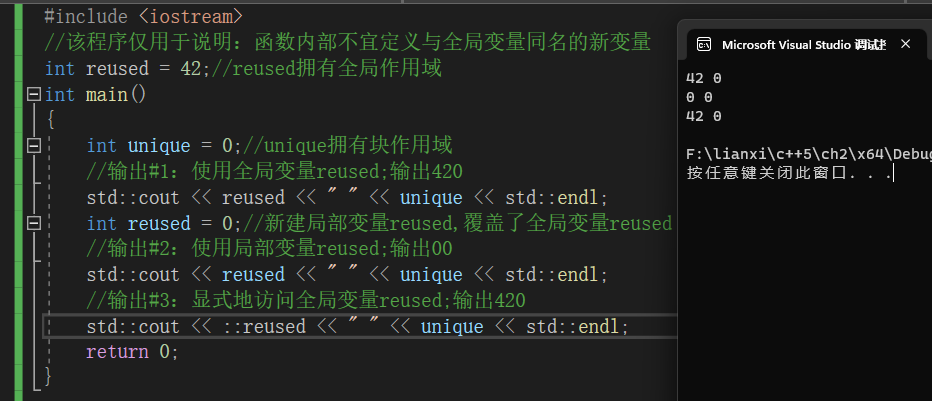 #include <iostream>
//该程序仅用于说明：函数内部不宜定义与全局变量同名的新变量
int reused = 42;//reused拥有全局作用域
int main()
{
int unique = 0;//unique拥有块作用域
//输出#1：使用全局变量reused;输出420
std::cout << reused << " " << unique << std::endl;
int reused = 0;//新建局部变量reused,覆盖了全局变量reused
//输出#2：使用局部变量reused;输出00
std::cout << reused << " " << unique << std::endl;
//输出#3：显式地访问全局变量reused;输出420
std::cout << ::reused << " " << unique << std::endl;
return 0;
}
Microsoft Visual Studio 调试
42 0
0 0
42 0
F:\lianxi\c++5\ch2\x64\Debug
按任意键关闭此窗口. . .